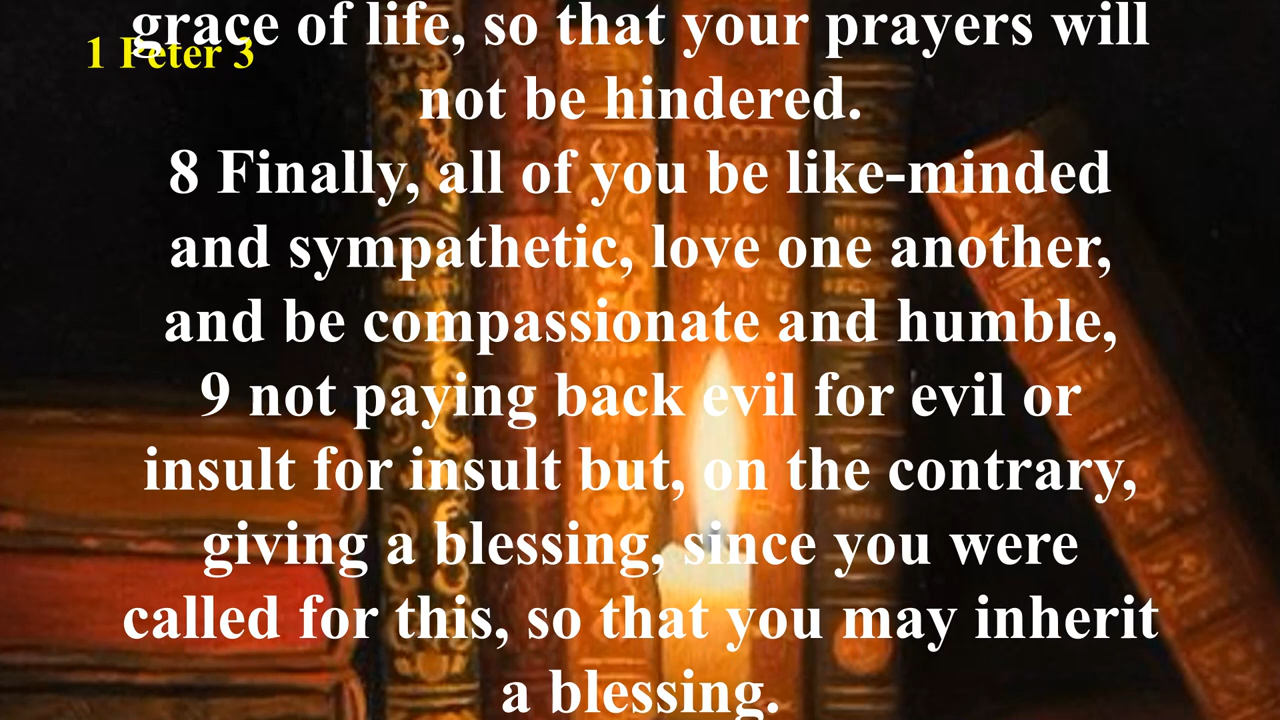 grace of life, so that your prayers will
1 Peter 3
not be hindered.
8 Finally, all of you be like-minded
and sympathetic, love one another,
and be compassionate and humble,
9 not paying back evil for evil or
insult for insult but, on the contrary,
giving a blessing, since you were
called for this, so that you may inherit
a blessing.